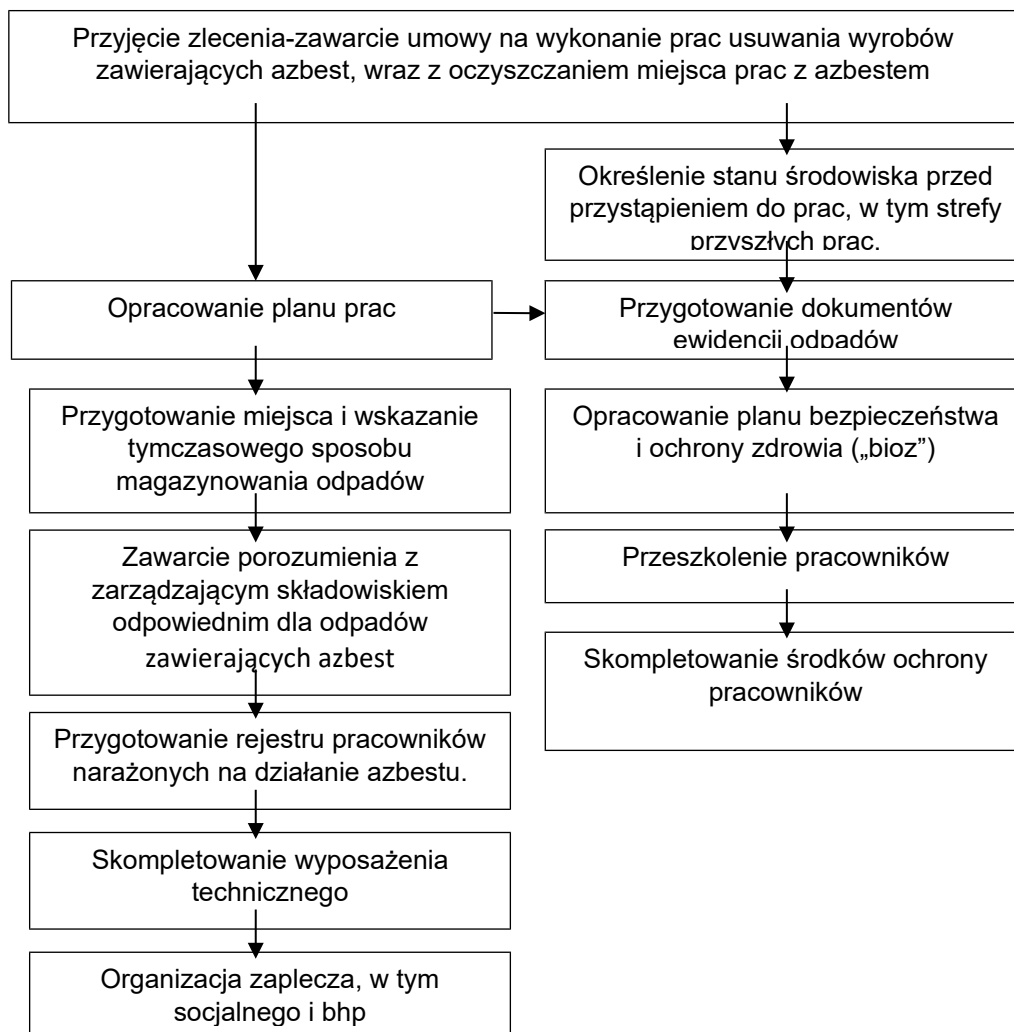 Przyjęcie zlecenia-zawarcie umowy na wykonanie prac usuwania wyrobów
zawierających azbest, wraz z oczyszczaniem miejsca prac z azbestem
Określenie stanu środowiska przed
przystąpieniem do prac, w tym strefy
przyszłych prac.
Opracowanie planu prac
Przygotowanie dokumentów
ewidencji odpadów
Przygotowanie miejsca i wskazanie
tymczasowego sposobu
magazynowania odpadów
Opracowanie planu bezpieczeństwa
i ochrony zdrowia („bioz”)
Zawarcie porozumienia z
zarządzającym składowiskiem
odpowiednim dla odpadów
zawierających azbest
Przeszkolenie pracowników
Skompletowanie środków ochrony
pracowników
Przygotowanie rejestru pracowników
narażonych na działanie azbestu.
Skompletowanie wyposażenia
technicznego
Organizacja zaplecza, w tym
socjalnego i bhp